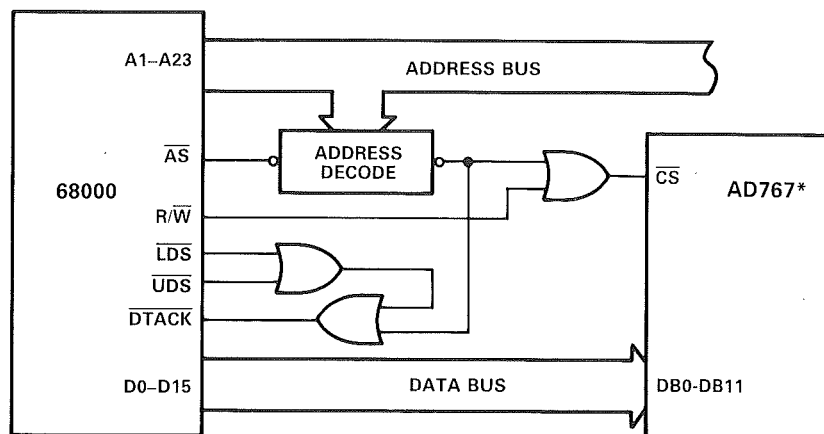 A1–A23
ADDRESS BUS
AS
ADDRESS
DECODE
CS
AD767*
68000
R/W
LDS
UDS
DTACK
D0–D15
DATA BUS
DB0-DB11